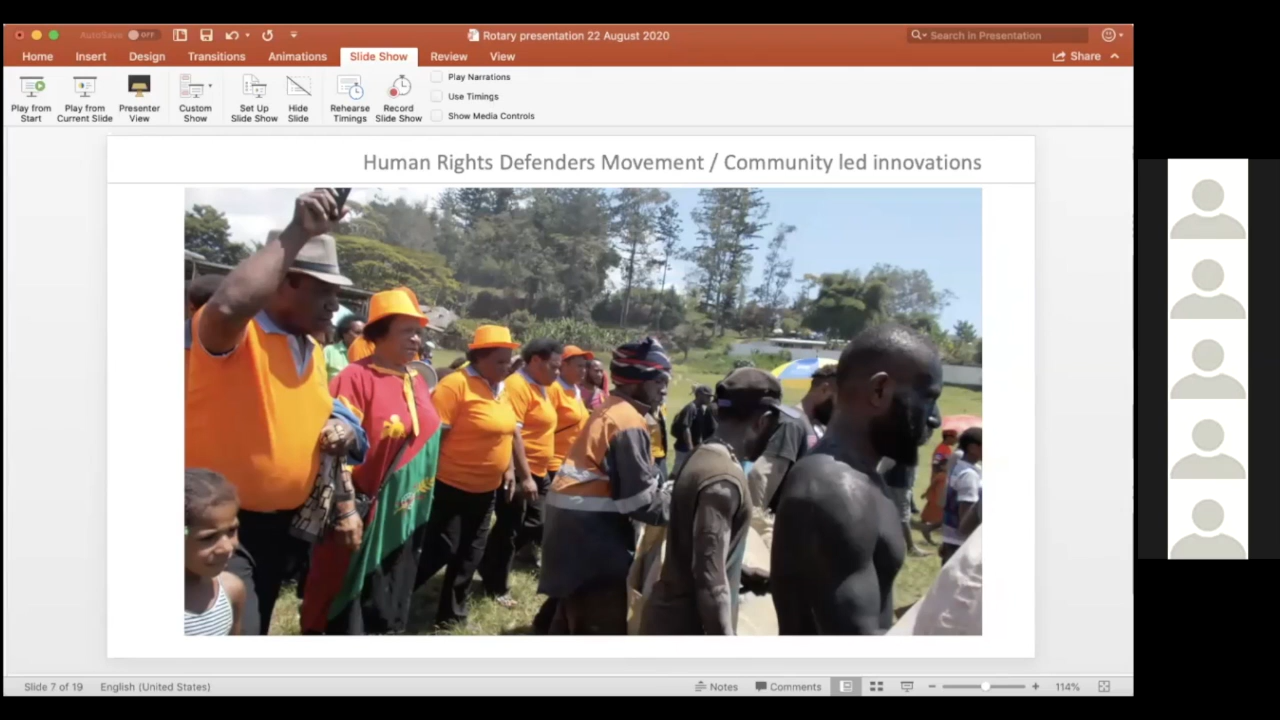 AutoSave OFF
Rotary presentation 22 August 2020
Search in Presentation
Home Insert Design Transitions Animations Slide Show Review View
Share
Play from Start
Play from Current Slide
Presenter View
Custom Show
Set Up Slide Show
Hide Slide
Rehearse Timings
Record Slide Show
Play Narrations
Use Timings
Show Media Controls
Human Rights Defenders Movement / Community led innovations
Slide 7 of 19 English (United States)
Notes Comments 114%